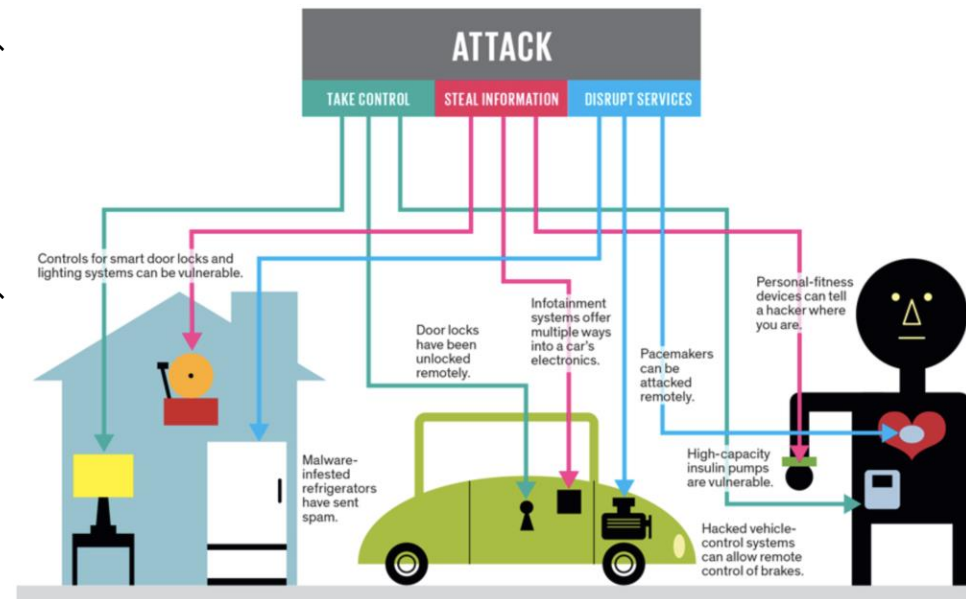 ATTACK
TAKE CONTROL
STEAL INFORMATION
DISRUPT SERVICES
Controls for smart door locks and
lighting systems can be vulnerable.
Door locks
have been
unlocked
remotely.
Infotainment
systems offer
multiple ways
into a car's
electronics.
Pacemakers
can be
attacked
remotely.
Personal-fitness
devices can tell
a hacker where
you are.
Malware-
infested
refrigerators
have sent
spam.
High-capacity
insulin pumps
are vulnerable.
Hacked vehicle-
control systems
can allow remote
control of brakes.